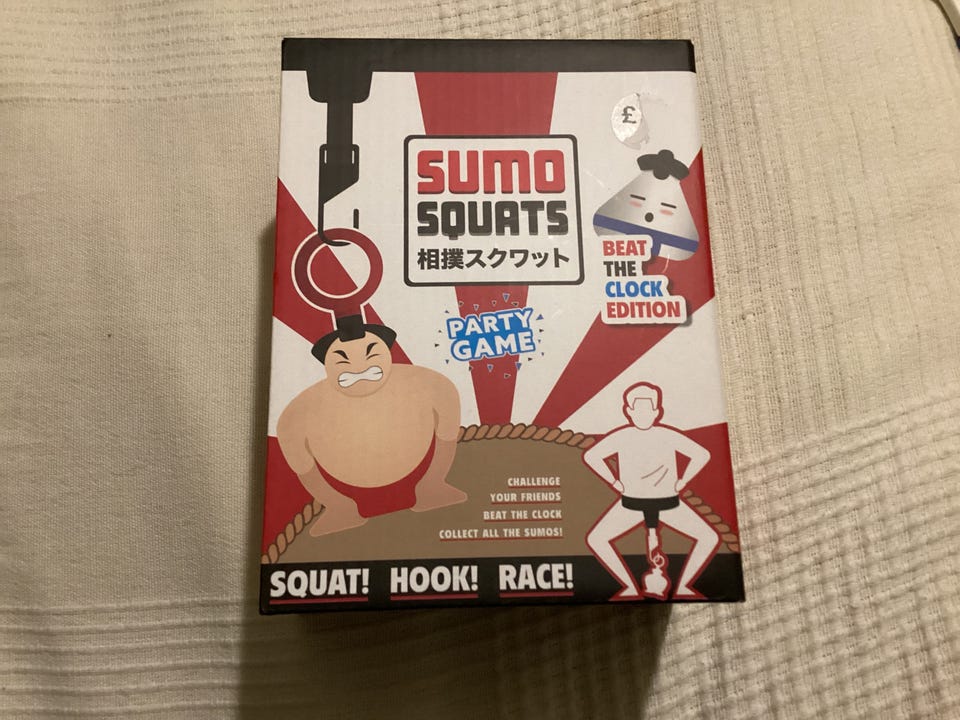 £
SUMO
SQUATS
相撲スクワット
BEAT
THE
CLOCK
EDITION
PARTY
GAME
CHALLENGE
YOUR FRIENDS
BEAT THE CLOCK
COLLECT ALL THE SUMOS!
SQUAT! HOOK! RACE!